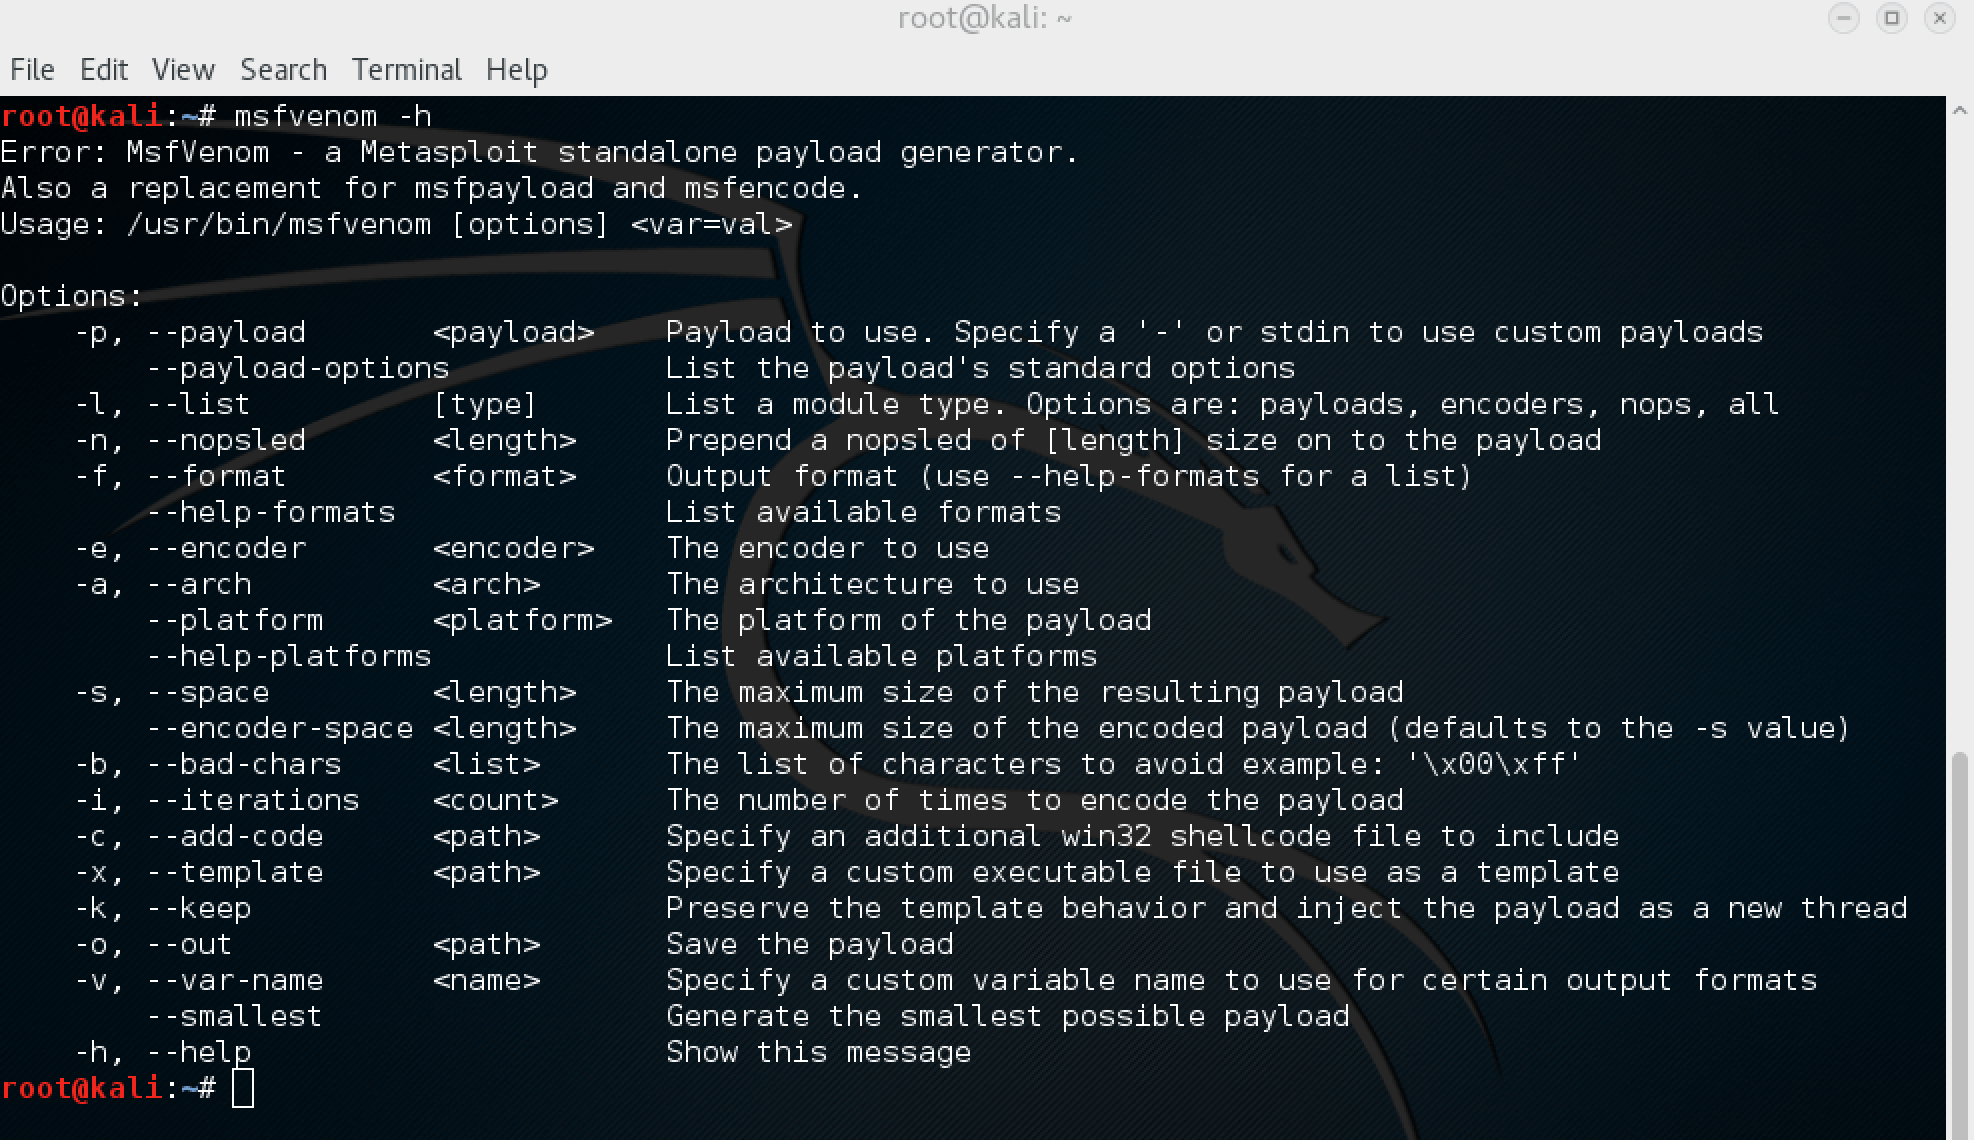 root@kali: ~
File Edit View Search Terminal Help
root@kali:~# msfvenom -h
Error: MsfVenom - a Metasploit standalone payload generator.
Also a replacement for msfpayload and msfencode.
Usage: /usr/bin/msfvenom [options] <var=val>
Options:
-p, --payload <payload> Payload to use. Specify a '-' or stdin to use custom payloads
--payload-options List the payload's standard options
-l, --list [type] List a module type. Options are: payloads, encoders, nops, all
-n, --nopsled <length> Prepend a nopsled of [length] size on to the payload
-f, --format <format> Output format (use --help-formats for a list)
--help-formats List available formats
-e, --encoder <encoder> The encoder to use
-a, --arch <arch> The architecture to use
--platform <platform> The platform of the payload
--help-platforms List available platforms
-s, --space <length> The maximum size of the resulting payload
--encoder-space <length> The maximum size of the encoded payload (defaults to the -s value)
-b, --bad-chars <list> The list of characters to avoid example: '\x00\xff'
-i, --iterations <count> The number of times to encode the payload
-c, --add-code <path> Specify an additional win32 shellcode file to include
-x, --template <path> Specify a custom executable file to use as a template
-k, --keep Preserve the template behavior and inject the payload as a new thread
-o, --out <path> Save the payload
-v, --var-name <name> Specify a custom variable name to use for certain output formats
--smallest Generate the smallest possible payload
-h, --help Show this message
root@kali:~#